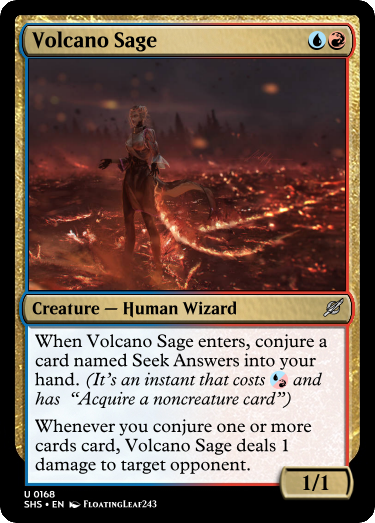 Volcano Sage
Creature — Human Wizard
When Volcano Sage enters, conjure a
card named Seek Answers into your
hand. (It's an instant that costs and
has “Acquire a noncreature card”)
Whenever you conjure one or more
cards card, Volcano Sage deals 1
damage to target opponent.
1/1
U 0168
SHS • EN FloatingLeaf243